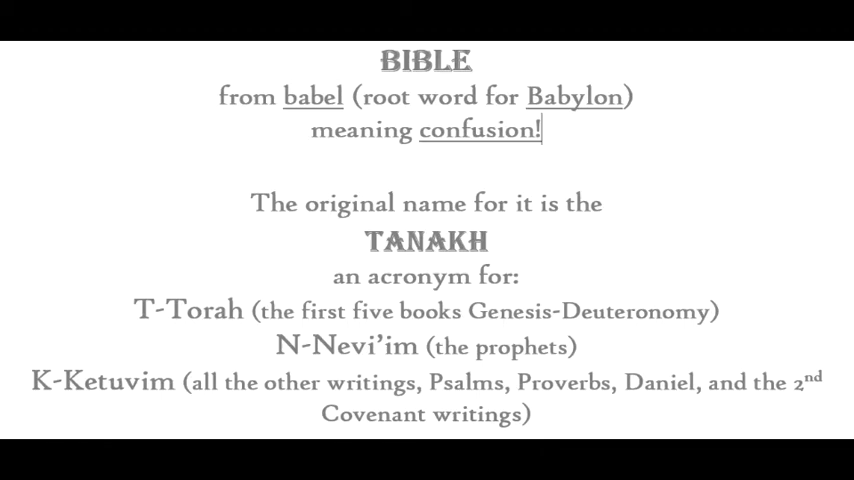 BIBLE
from babel (root word for Babylon)
meaning confusion!
The original name for it is the
TANAKH
an acronym for:
T-Torah (the first five books Genesis-Deuteronomy)
N-Nevi’im (the prophets)
K-Ketuvim (all the other writings, Psalms, Proverbs, Daniel, and the 2nd
Covenant writings)